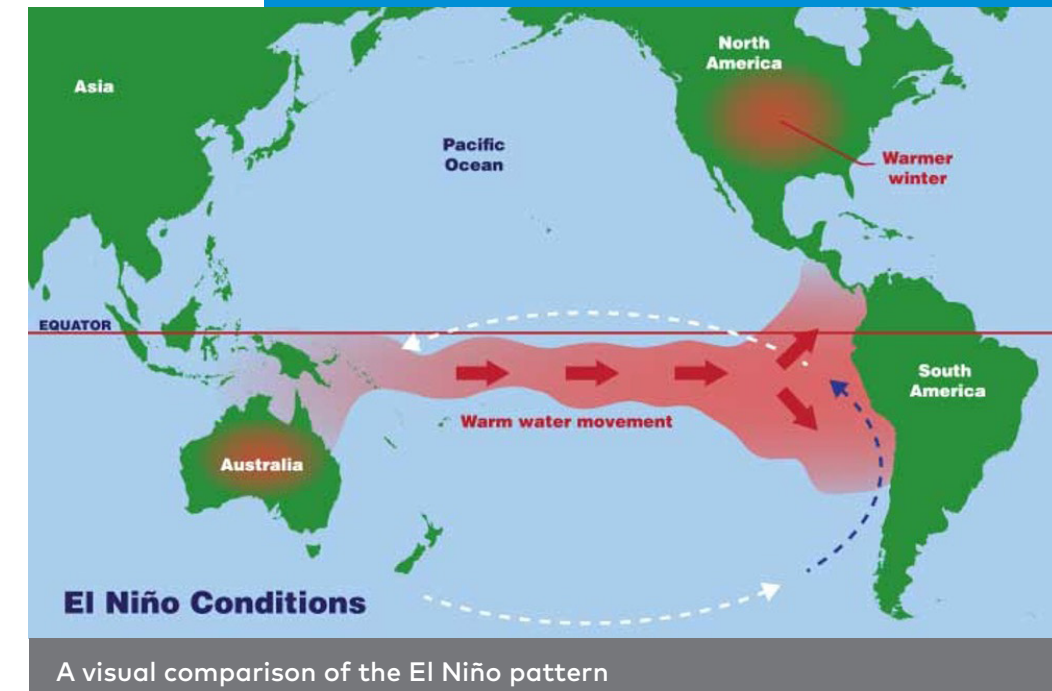 Asia
North
America
Pacific
Ocean
Warmer
winter
EQUATOR
South
America
Warm water movement
Australia
El Niño Conditions
A visual comparison of the El Niño pattern